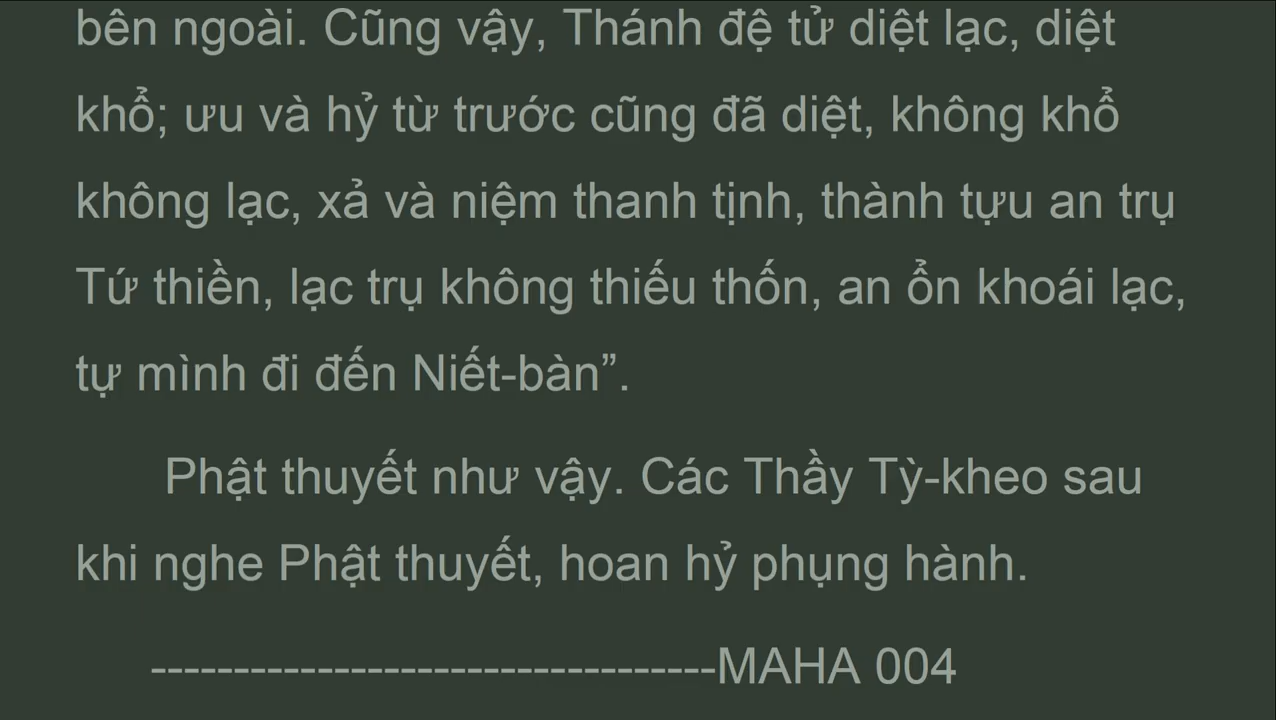 bên ngoài. Cũng vậy, Thánh đệ tử diệt lạc, diệt
khổ; ưu và hỷ từ trước cũng đã diệt, không khổ
không lạc, xả và niệm thanh tịnh, thành tựu an trụ
Tứ thiền, lạc trụ không thiếu thốn, an ổn khoái lạc,
tự mình đi đến Niết-bàn”.
Phật thuyết như vậy. Các Thầy Tỳ-kheo sau
khi nghe Phật thuyết, hoan hỷ phụng hành.
----------------------------------MAHA 004